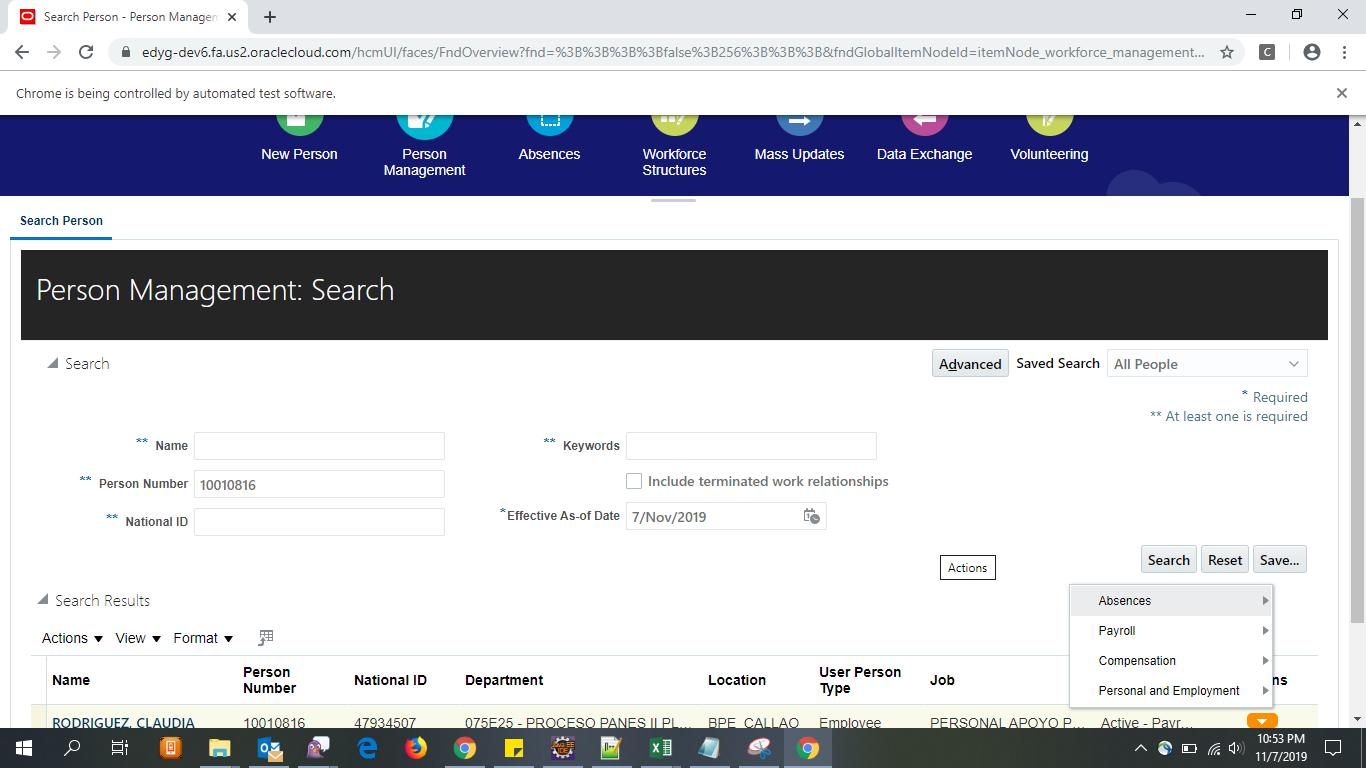 Search Person - Person Managem
edyg-dev6.fa.us2.oraclecloud.com/hcmUI/faces/FndOverview?fnd=%3B%3B%3B%3Bfalse%3B256%3B%3B%3B&fndGlobalItemNodeId=itemNode_workforce_management...
C
Chrome is being controlled by automated test software.
New Person
Person Management
Absences
Workforce Structures
Mass Updates
Data Exchange
Volunteering
Search Person
Person Management: Search
Search
Advanced Saved Search All People
* Required
** At least one is required
** Name
** Keywords
** Person Number 10010816
Include terminated work relationships
** National ID
*Effective As-of Date 7/Nov/2019
Actions
Search Reset Save...
Absences
Payroll
Compensation
Personal and Employment
Search Results
Actions View Format
Name Person Number National ID Department Location User Person Type Job ns
RODRIGUEZ, CLAUDIA 10010816 47934507 075E25 - PROCESO PANES II PL... BPE_CALLAO Employee PERSONAL APOYO P... Active - Payr...
10:53 PM
11/7/2019